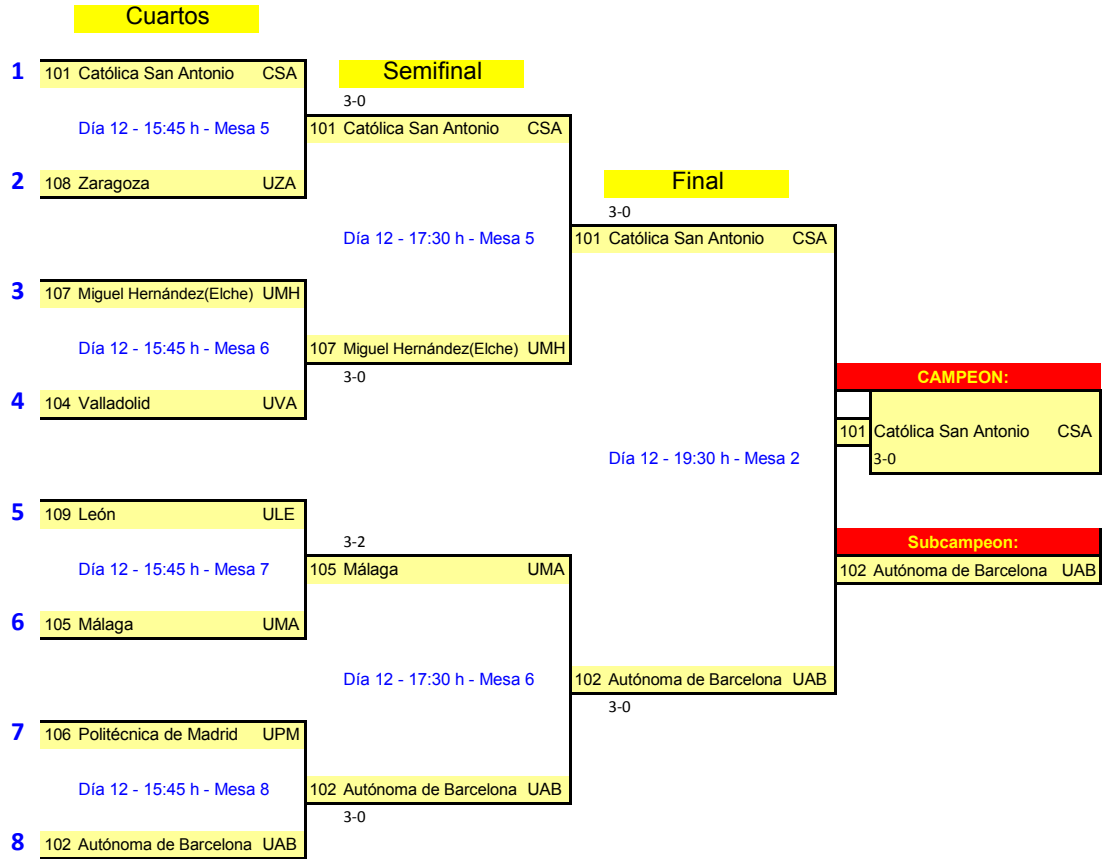 Cuartos
1 101 Católica San Antonio CSA
Semifinal
3-0
Día 12 - 15:45 h - Mesa 5
101 Católica San Antonio CSA
2 108 Zaragoza UZA
Final
3-0
Día 12 - 17:30 h - Mesa 5
101 Católica San Antonio CSA
3 107 Miguel Hernández(Elche) UMH
Día 12 - 15:45 h - Mesa 6
107 Miguel Hernández(Elche) UMH
3-0
CAMPEON:
4 104 Valladolid UVA
101 Católica San Antonio CSA
Día 12 - 19:30 h - Mesa 2
3-0
5 109 León ULE
3-2
Subcampeon:
Día 12 - 15:45 h - Mesa 7
105 Málaga UMA
102 Autónoma de Barcelona UAB
6 105 Málaga UMA
Día 12 - 17:30 h - Mesa 6
102 Autónoma de Barcelona UAB
3-0
7 106 Politécnica de Madrid UPM
Día 12 - 15:45 h - Mesa 8
102 Autónoma de Barcelona UAB
3-0
8 102 Autónoma de Barcelona UAB